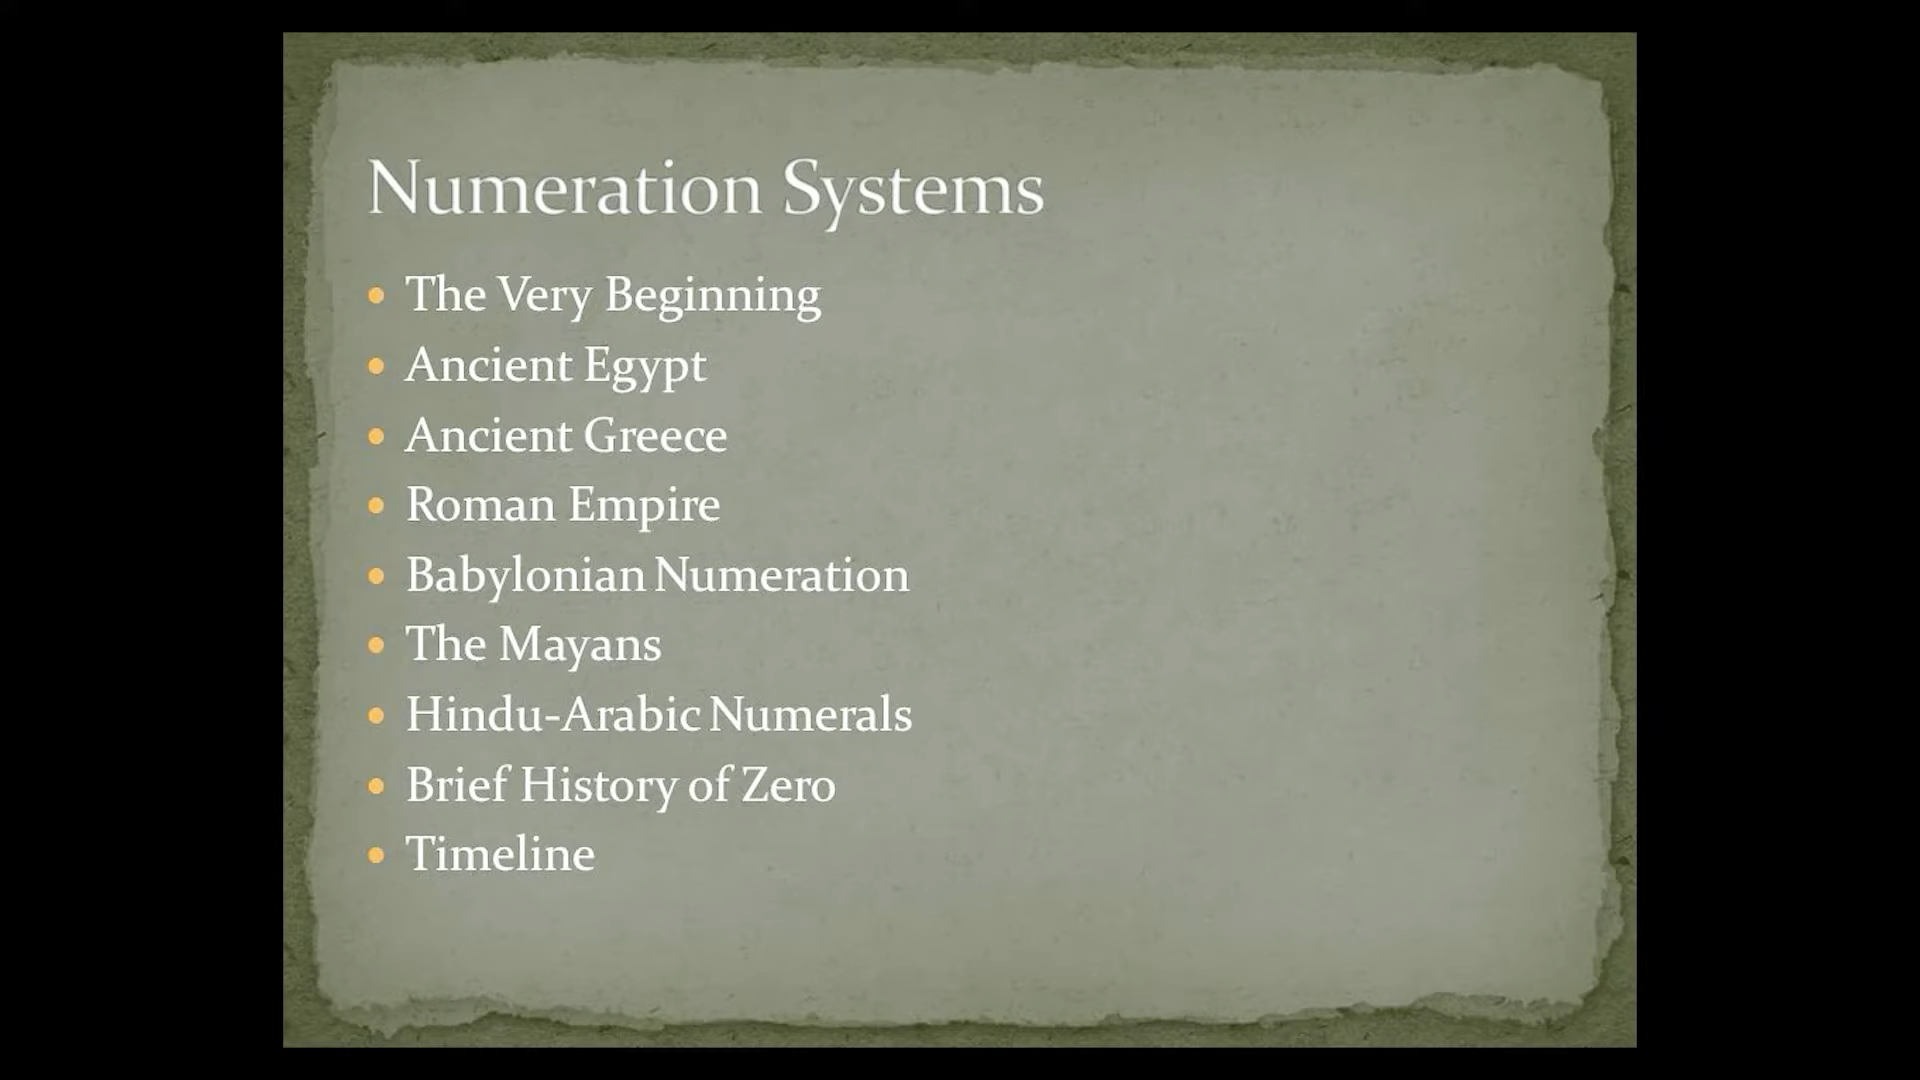 Numeration Systems
The Very Beginning
Ancient Egypt
Ancient Greece
Roman Empire
Babylonian Numeration
The Mayans
Hindu-Arabic Numerals
Brief History of Zero
Timeline